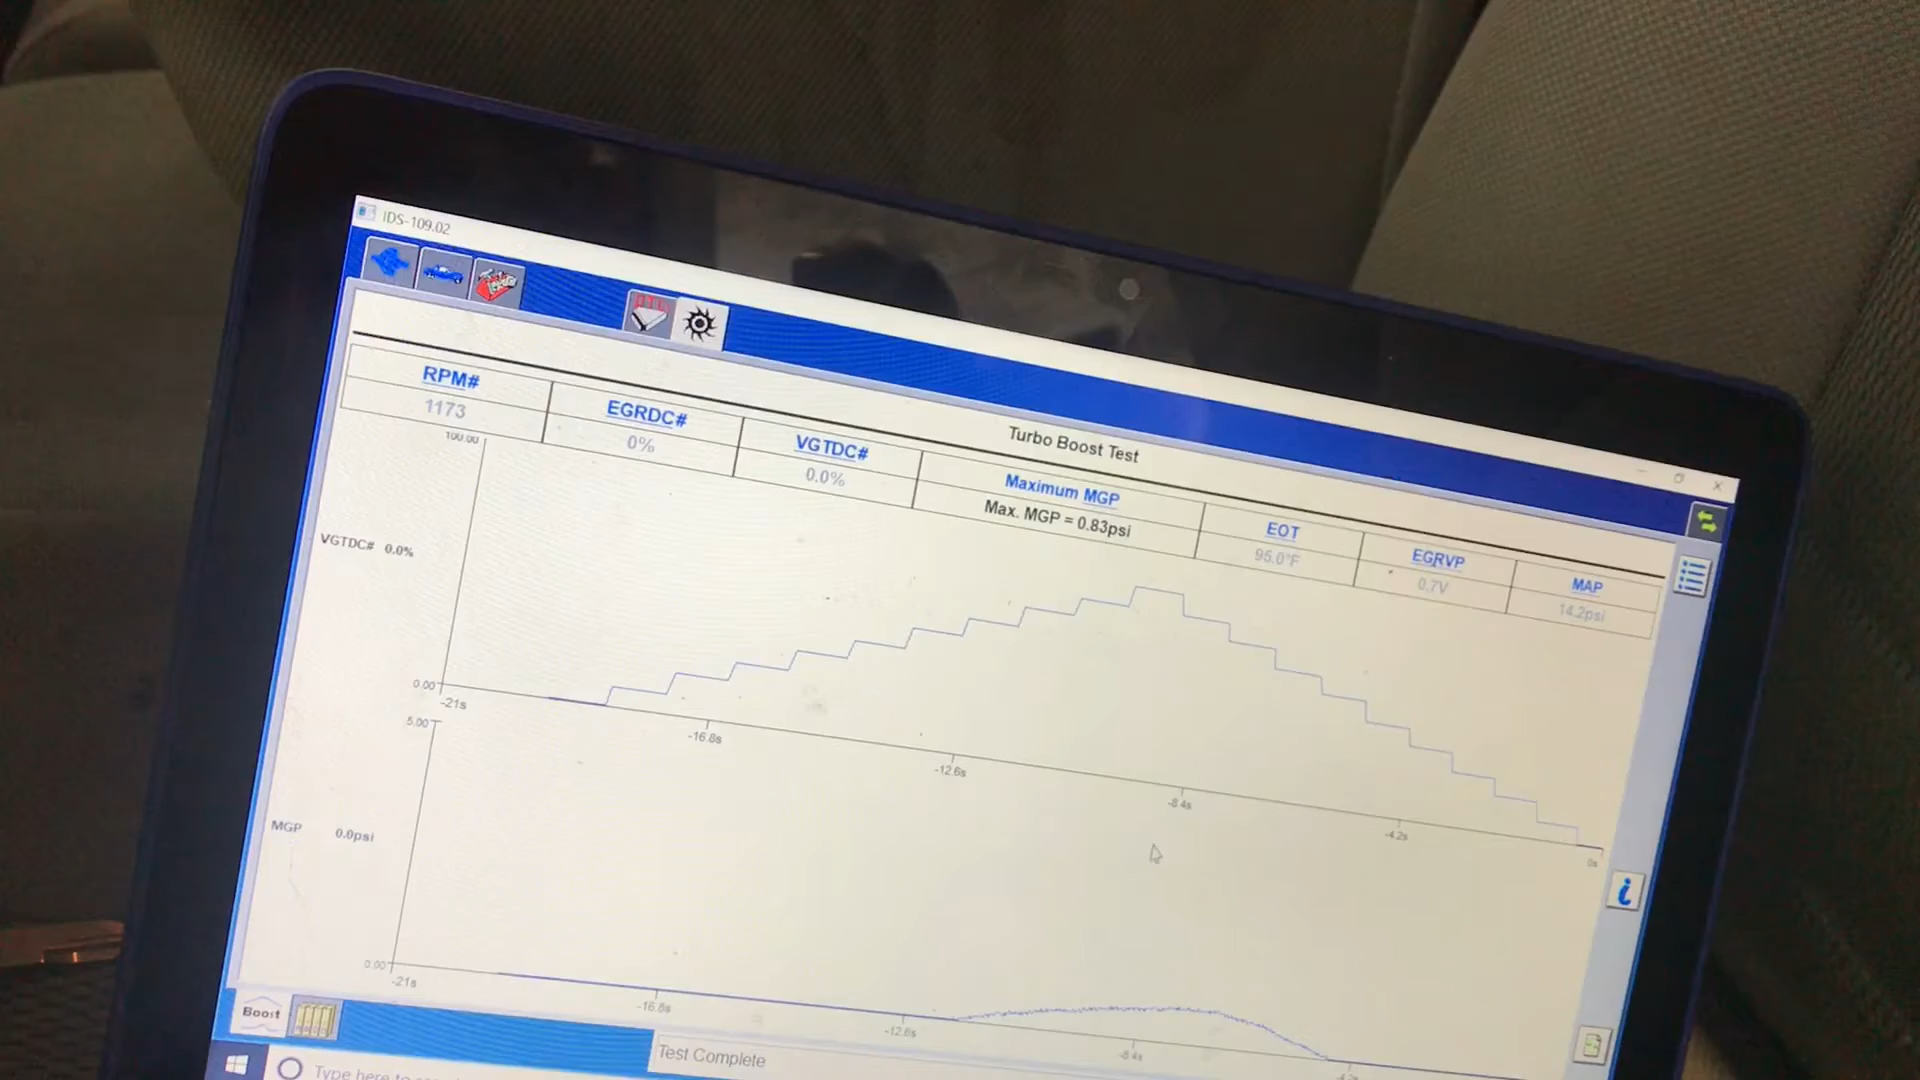 IDS-109.02
Turbo Boost Test
RPM# EGRDC# VGTDC# Maximum MGP EOT EGRVP MAP
1173 0% 0.0% Max. MGP = 0.83psi 95.0°F 0.7V 14.2psi
100.00
VGTDC# 0.0%
0.00
-21s -16.8s -12.6s -8.4s -4.2s 0s
5.00
MGP 0.0psi
0.00
-21s -16.8s -12.6s -8.4s
Boost
Test Complete
Type here to